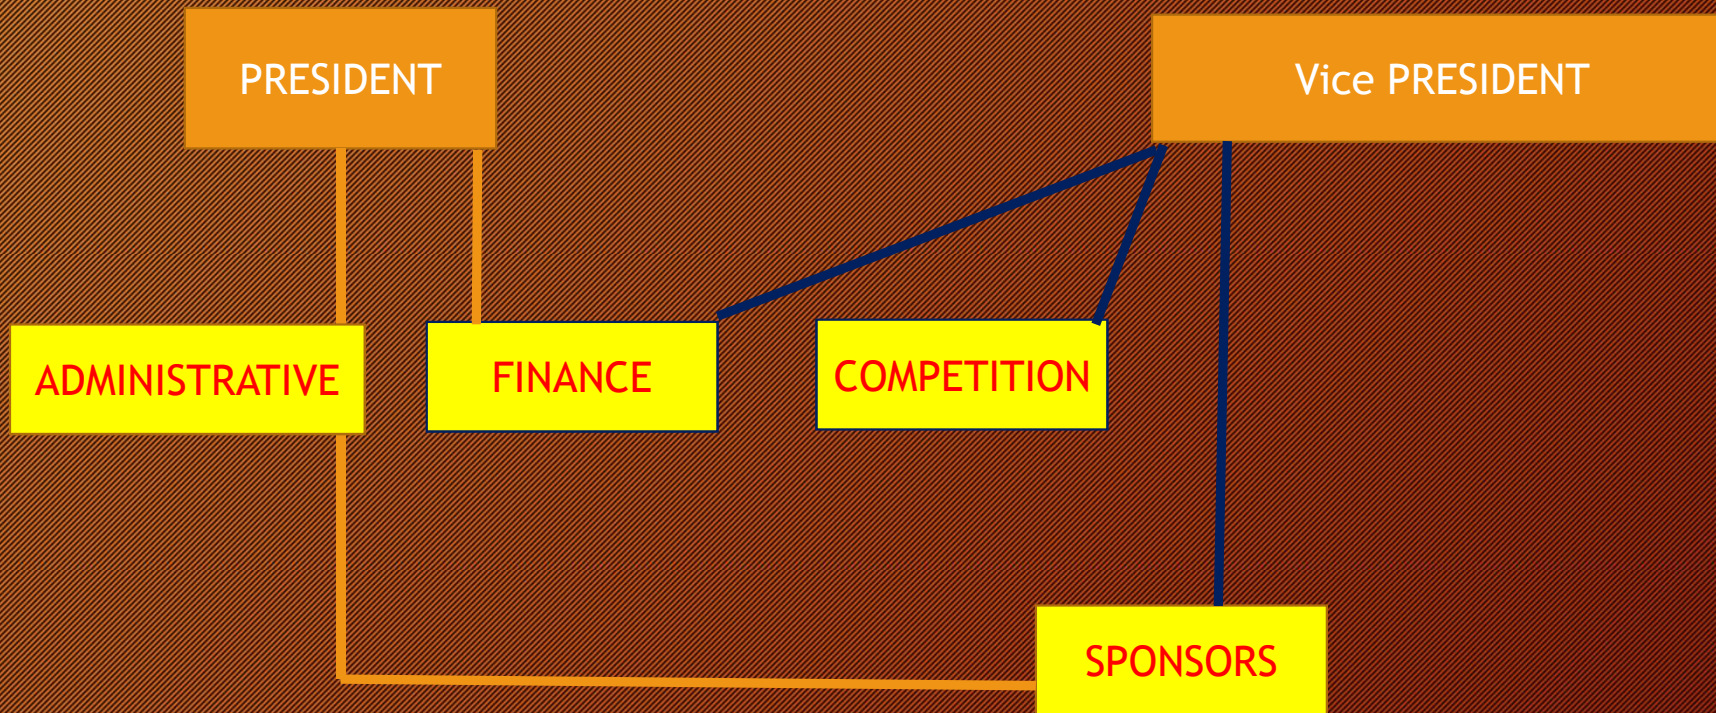 PRESIDENT
Vice PRESIDENT
ADMINISTRATIVE
FINANCE
COMPETITION
SPONSORS